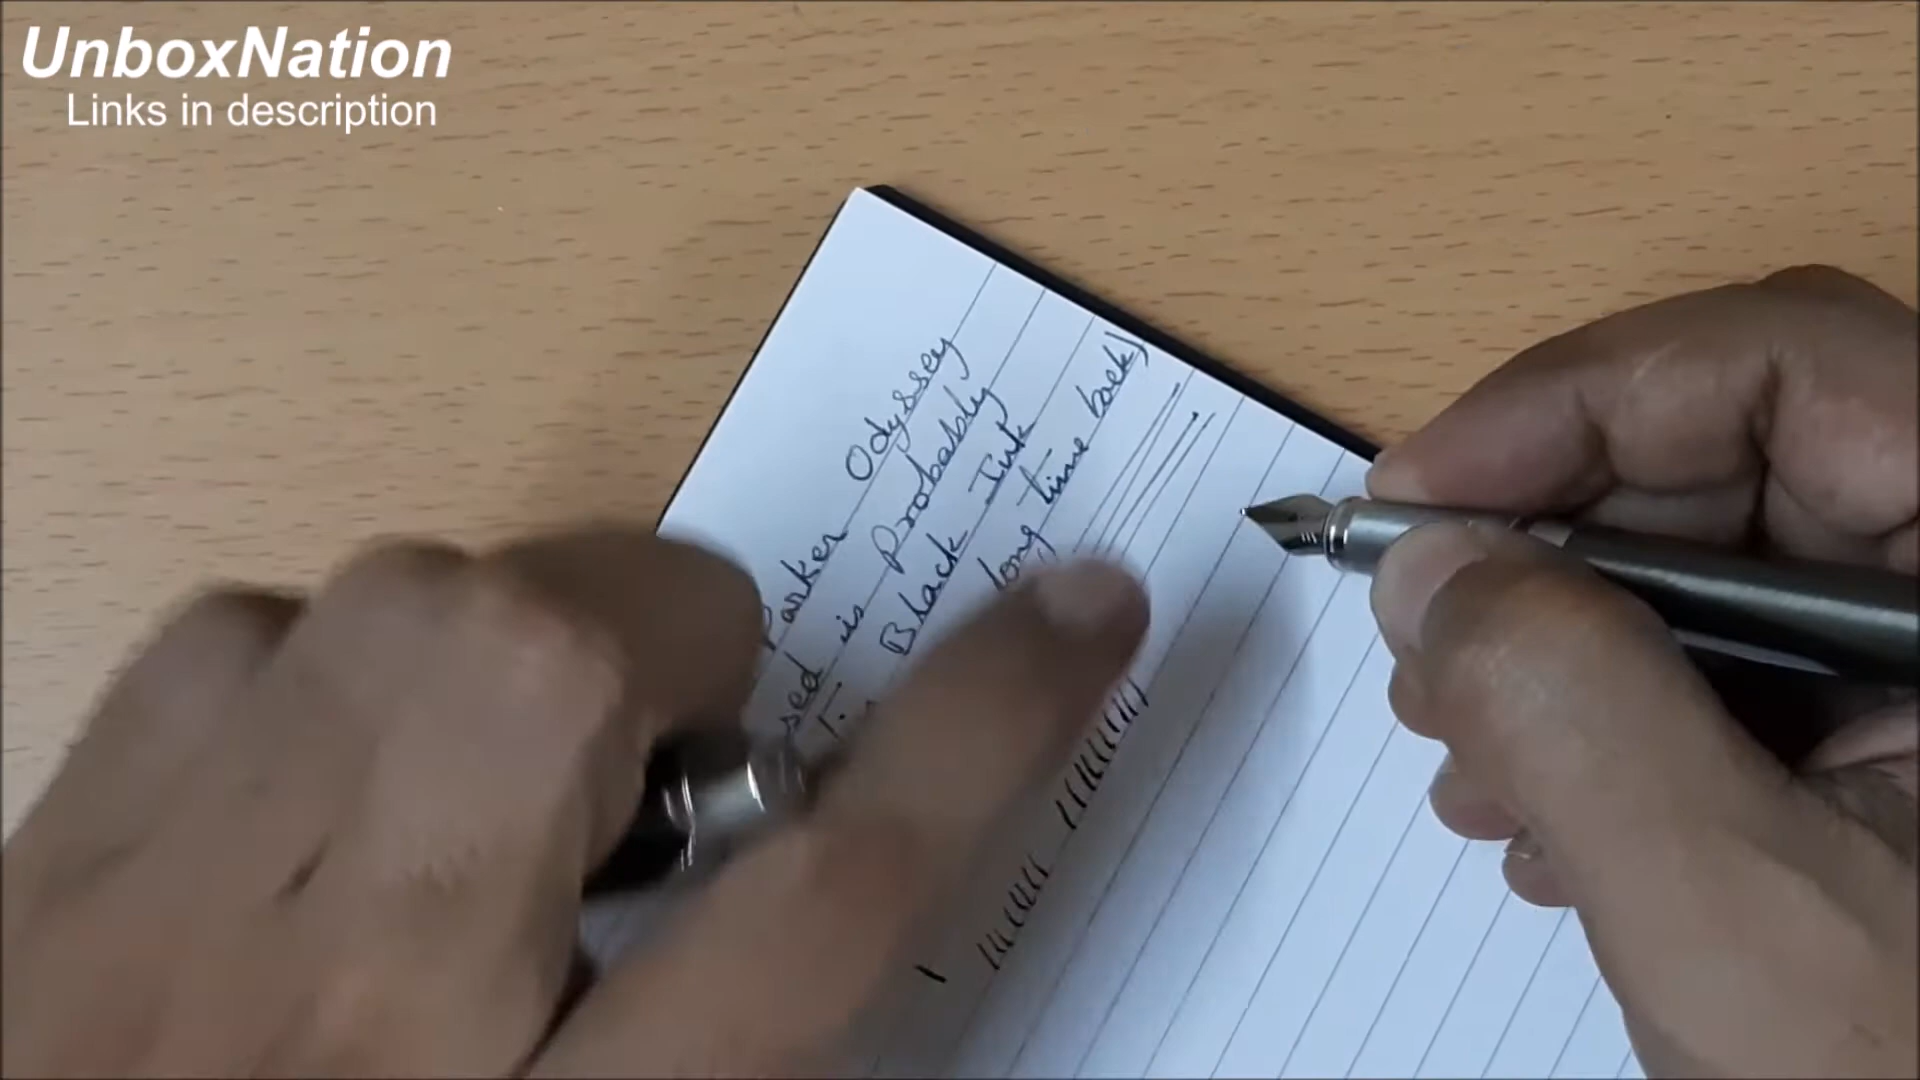 UnboxNation
Links in description
Parker Odyssey
sed is Probably
Black Ink
long time back)